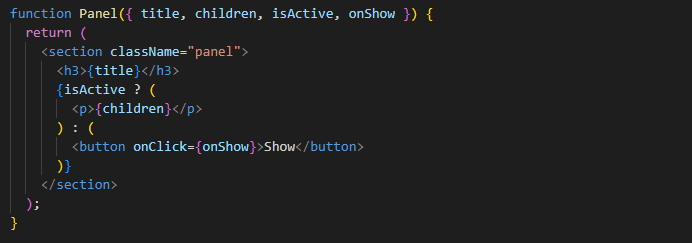 function Panel({ title, children, isActive, onShow }) {
  return (
    <section className="panel">
      <h3>{title}</h3>
      {isActive ? (
        <p>{children}</p>
      ) : (
        <button onClick={onShow}>Show</button>
      )}
    </section>
  );
}